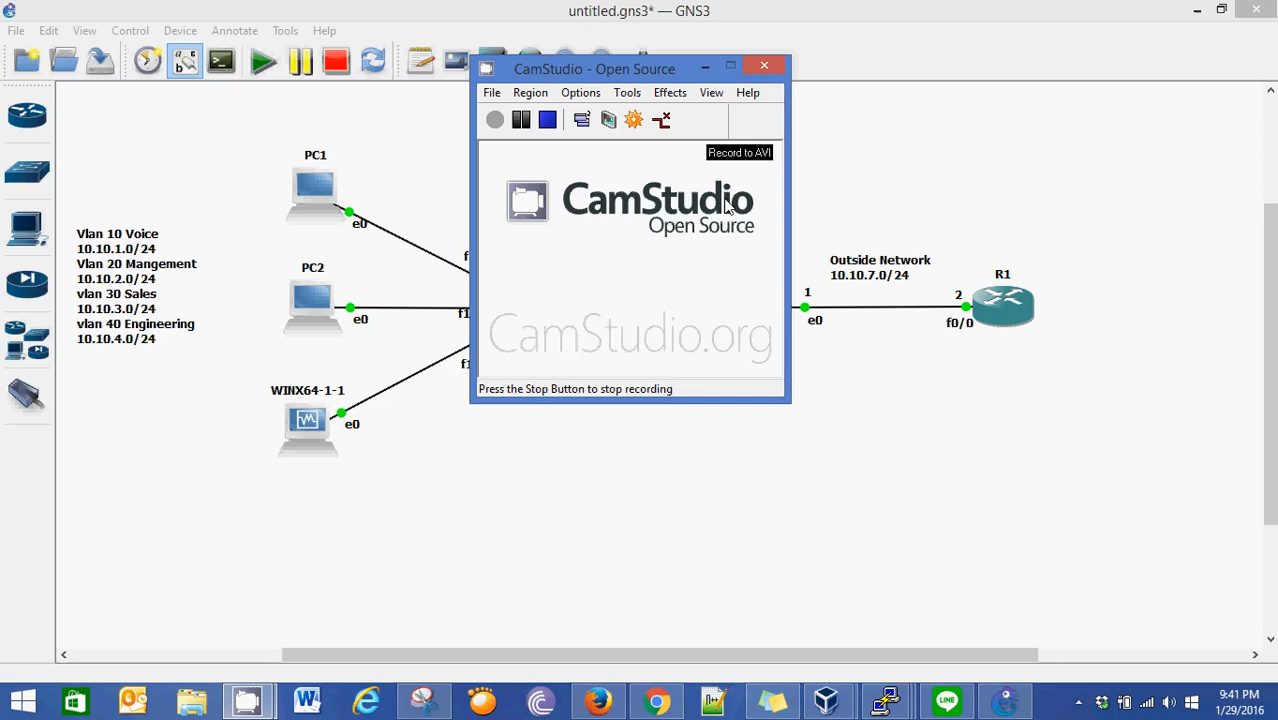 untitled.gns3* — GNS3
File Edit View Control Device Annotate Tools Help
CamStudio - Open Source
File Region Options Tools Effects View Help
Record to AVI
CamStudio
Open Source
CamStudio.org
Press the Stop Button to stop recording
PC1
e0
Vlan 10 Voice
10.10.1.0/24
Vlan 20 Mangement
10.10.2.0/24
vlan 30 Sales
10.10.3.0/24
vlan 40 Engineering
10.10.4.0/24
PC2
e0
f1
WINX64-1-1
e0
Outside Network
10.10.7.0/24
R1
1
e0
2
f0/0
9:41 PM
1/29/2016